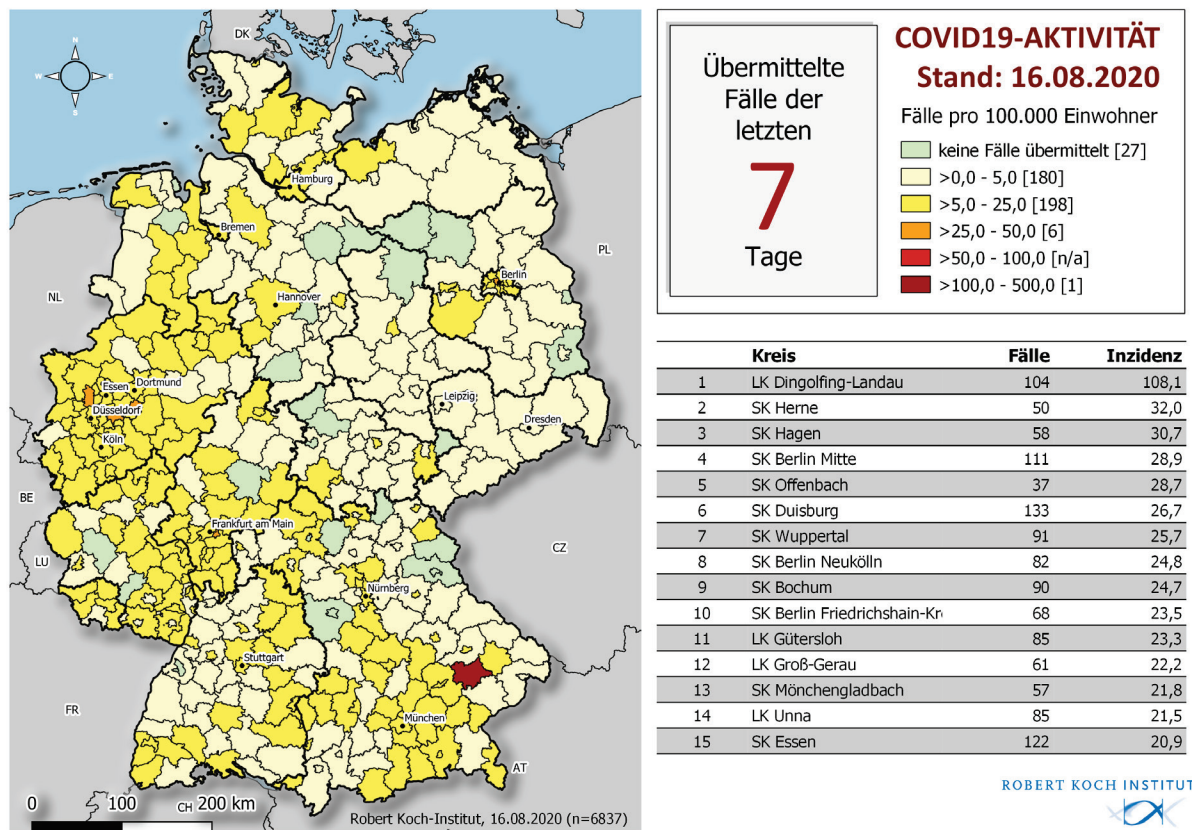 DK
N
W
E
S
Hamburg
Bremen
PL
Berlin
NL
Hannover
Essen
Dortmund
Düsseldorf
Leipzig
Dresden
Köln
BE
Frankfurt am Main
CZ
LU
Nürnberg
Stuttgart
FR
München
AT
0 100 200 km
CH
Robert Koch-Institut, 16.08.2020 (n=6837)
Übermittelte
Fälle der
letzten
7
Tage
COVID19-AKTIVITÄT
Stand: 16.08.2020
Fälle pro 100.000 Einwohner
keine Fälle übermittelt [27]
>0,0 - 5,0 [180]
>5,0 - 25,0 [198]
>25,0 - 50,0 [6]
>50,0 - 100,0 [n/a]
>100,0 - 500,0 [1]
Kreis Fälle Inzidenz
1 LK Dingolfing-Landau 104 108,1
2 SK Herne 50 32,0
3 SK Hagen 58 30,7
4 SK Berlin Mitte 111 28,9
5 SK Offenbach 37 28,7
6 SK Duisburg 133 26,7
7 SK Wuppertal 91 25,7
8 SK Berlin Neukölln 82 24,8
9 SK Bochum 90 24,7
10 SK Berlin Friedrichshain-Kr 68 23,5
11 LK Gütersloh 85 23,3
12 LK Groß-Gerau 61 22,2
13 SK Mönchengladbach 57 21,8
14 LK Unna 85 21,5
15 SK Essen 122 20,9
ROBERT KOCH INSTITUT